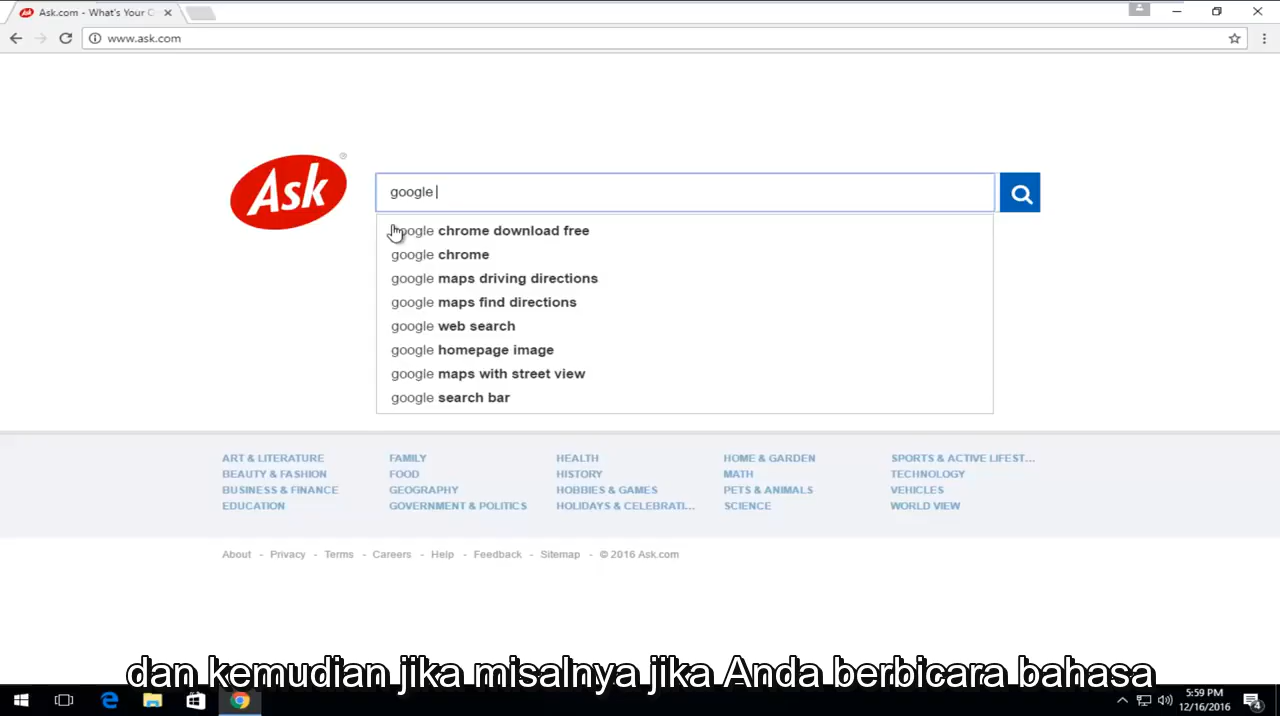 Ask.com - What's Your
www.ask.com
Ask
®
google
google chrome download free
google chrome
google maps driving directions
google maps find directions
google web search
google homepage image
google maps with street view
google search bar
ART & LITERATURE
BEAUTY & FASHION
BUSINESS & FINANCE
EDUCATION
FAMILY
FOOD
GEOGRAPHY
GOVERNMENT & POLITICS
HEALTH
HISTORY
HOBBIES & GAMES
HOLIDAYS & CELEBRATI...
HOME & GARDEN
MATH
PETS & ANIMALS
SCIENCE
SPORTS & ACTIVE LIFEST...
TECHNOLOGY
VEHICLES
WORLD VIEW
About - Privacy - Terms - Careers - Help - Feedback - Sitemap - © 2016 Ask.com
dan kemudian jika misalnya jika Anda berbicara bahasa
5:59 PM
12/16/2016
4